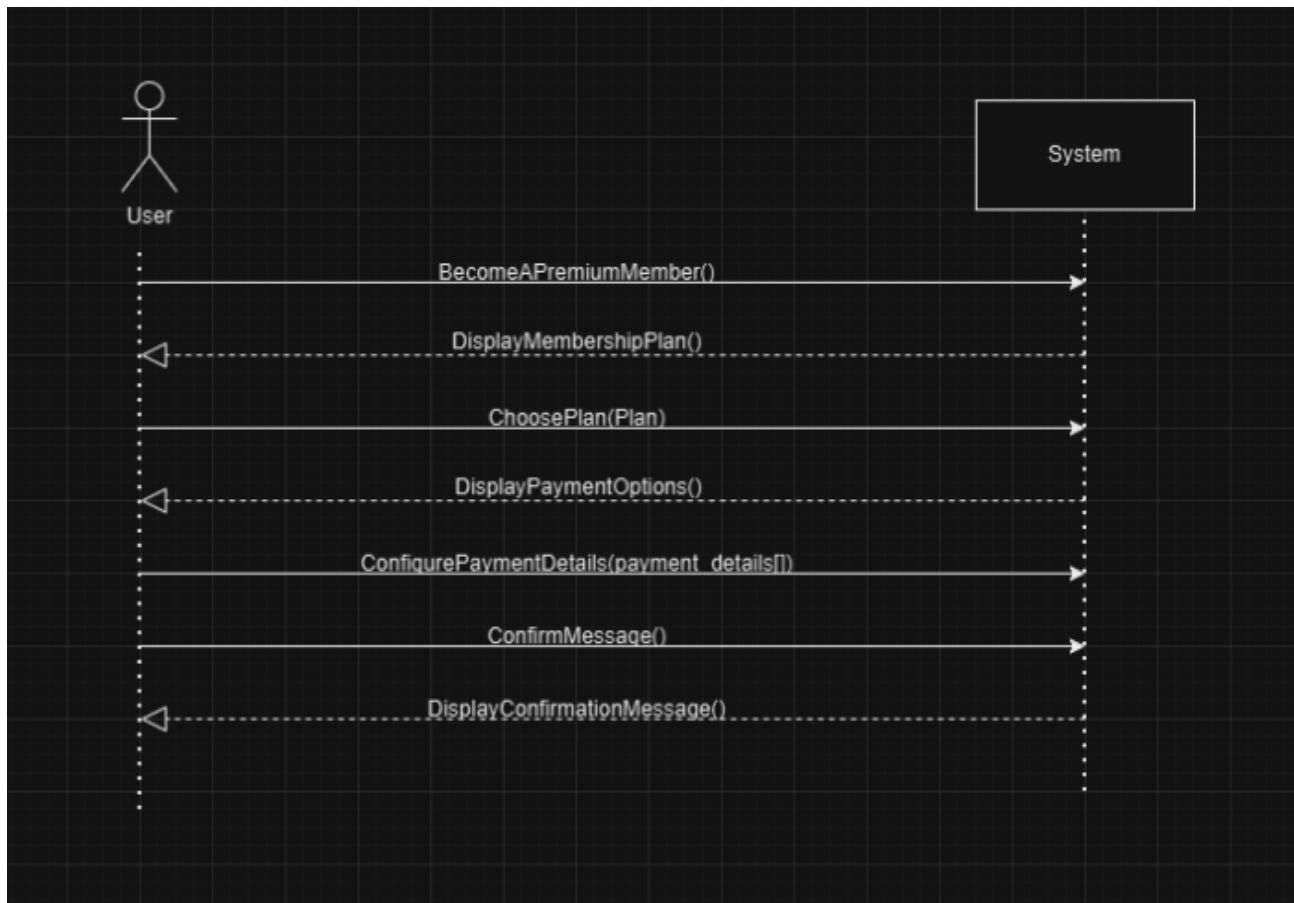 System
User
BecomeAPremiumMember()
DisplayMembershipPlan()
ChoosePlan(Plan)
DisplayPaymentOptions()
ConfigurePaymentDetails(payment_details[])
ConfirmMessage()
DisplayConfirmationMessage()